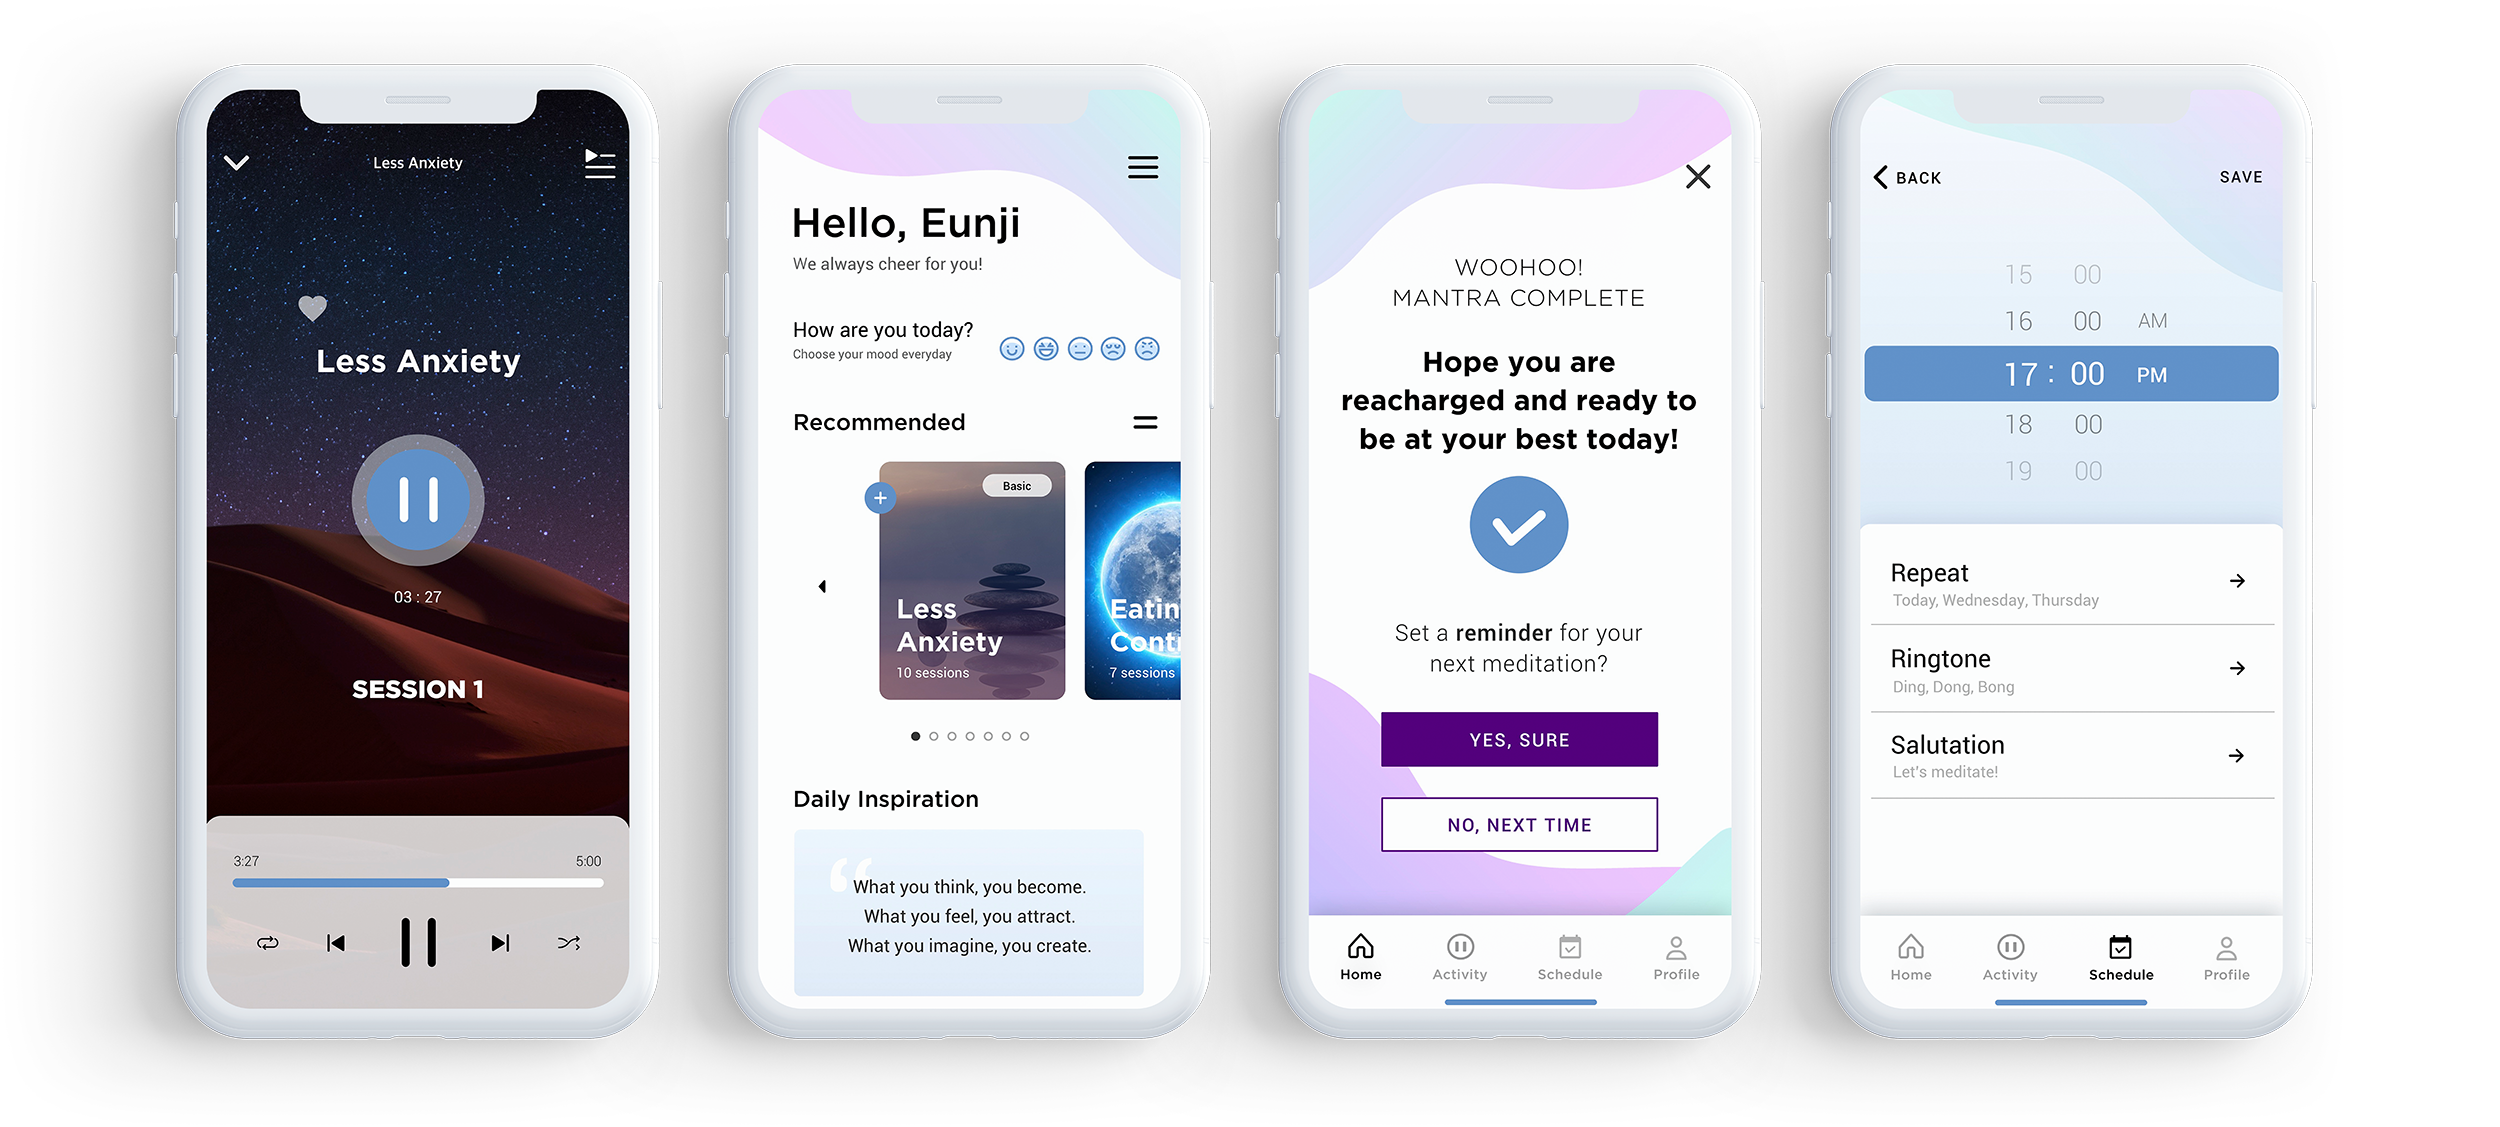 Less Anxiety
Less Anxiety
03 : 27
SESSION 1
3:27 5:00
Hello, Eunji
We always cheer for you!
How are you today?
Choose your mood everyday
Recommended
Basic
Less
Anxiety
10 sessions
Eatin
Contr
7 sessions
Daily Inspiration
“
What you think, you become.
What you feel, you attract.
What you imagine, you create.
WOOHOO!
MANTRA COMPLETE
Hope you are
reacharged and ready to
be at your best today!
Set a reminder for your
next meditation?
YES, SURE
NO, NEXT TIME
Home Activity Schedule Profile
BACK SAVE
15 00
16 00 AM
17 : 00 PM
18 00
19 00
Repeat
Today, Wednesday, Thursday
Ringtone
Ding, Dong, Bong
Salutation
Let's meditate!
Home Activity Schedule Profile